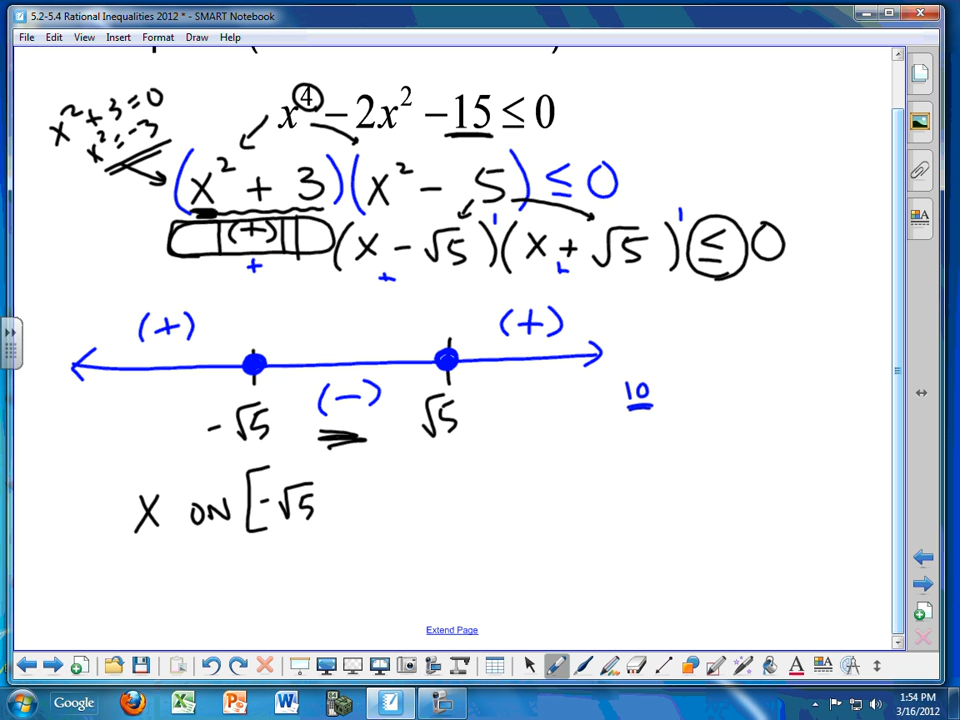 5.2-5.4 Rational Inequalities 2012 * - SMART Notebook
File Edit View Insert Format Draw Help
x⁴ − 2x² − 15 ≤ 0
x² + 3 = 0
x² = -3
(x² + 3)(x² - 5) ≤ 0
(+) (x - √5)¹(x + √5)¹ ≤ 0
+ + +
(+) (+)
-√5 (-) √5
10
X ON [-√5
Extend Page
Google
1:54 PM
3/16/2012